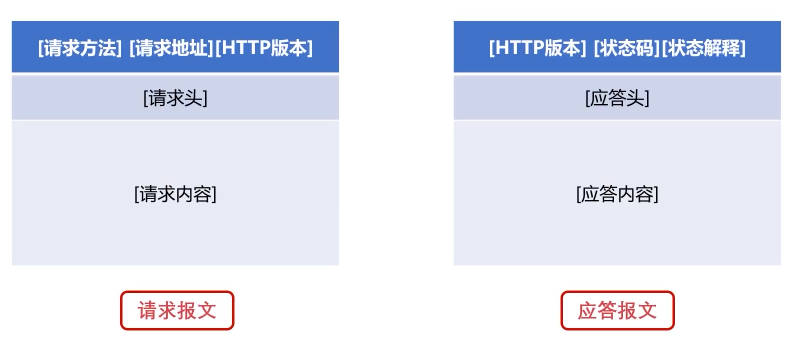 [请求方法] [请求地址][HTTP版本]
[请求头]
[请求内容]
请求报文
[HTTP版本] [状态码][状态解释]
[应答头]
[应答内容]
应答报文